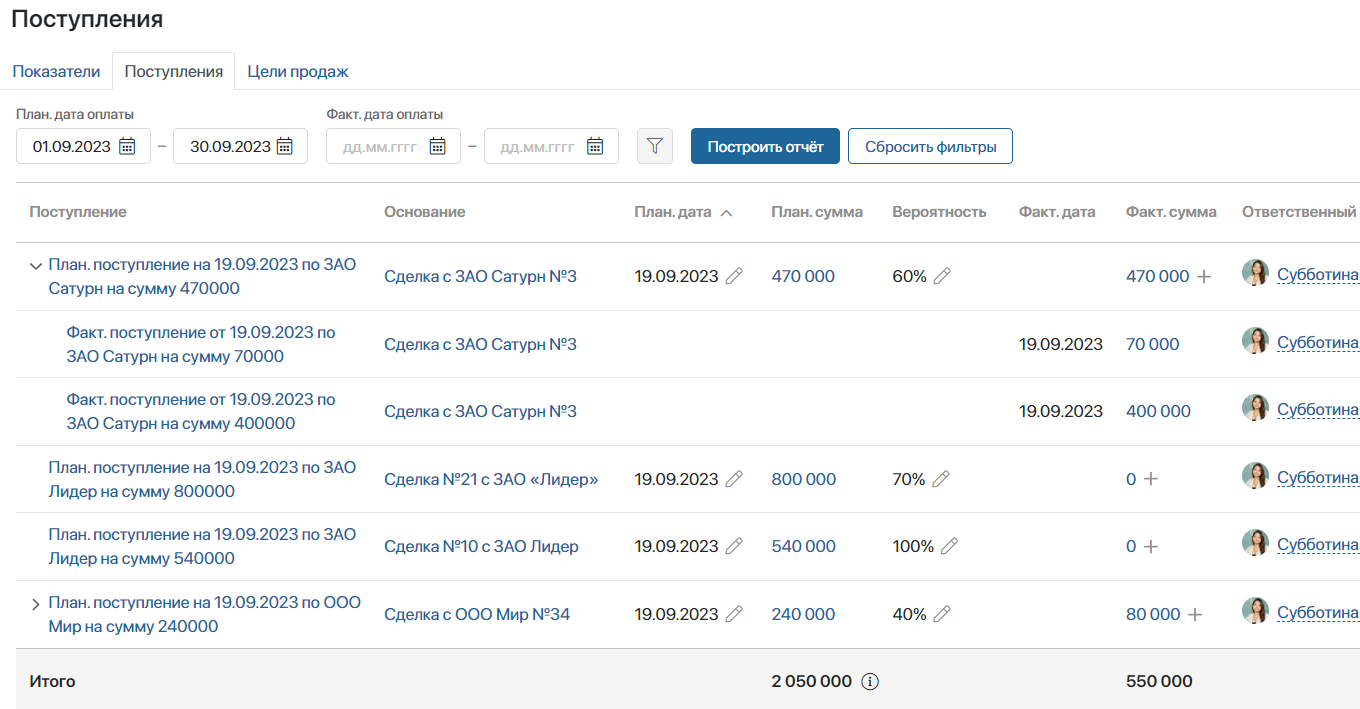 Поступления
Показатели Поступления Цели продаж
План. дата оплаты Факт. дата оплаты
01.09.2023 – 30.09.2023 дд.мм.гггг – дд.мм.гггг Построить отчёт Сбросить фильтры
Поступление Основание План. дата План. сумма Вероятность Факт. дата Факт. сумма Ответственный
План. поступление на 19.09.2023 по ЗАО
Сатурн на сумму 470000
Сделка с ЗАО Сатурн №3 19.09.2023 470 000 60% 470 000 + Субботина
Факт. поступление от 19.09.2023 по
ЗАО Сатурн на сумму 70000
Сделка с ЗАО Сатурн №3 19.09.2023 70 000 Субботина
Факт. поступление от 19.09.2023 по
ЗАО Сатурн на сумму 400000
Сделка с ЗАО Сатурн №3 19.09.2023 400 000 Субботина
План. поступление на 19.09.2023 по ЗАО
Лидер на сумму 800000
Сделка №21 с ЗАО «Лидер» 19.09.2023 800 000 70% 0 + Субботина
План. поступление на 19.09.2023 по ЗАО
Лидер на сумму 540000
Сделка №10 с ЗАО Лидер 19.09.2023 540 000 100% 0 + Субботина
План. поступление на 19.09.2023 по ООО
Мир на сумму 240000
Сделка с ООО Мир №34 19.09.2023 240 000 40% 80 000 + Субботина
Итого 2 050 000 550 000